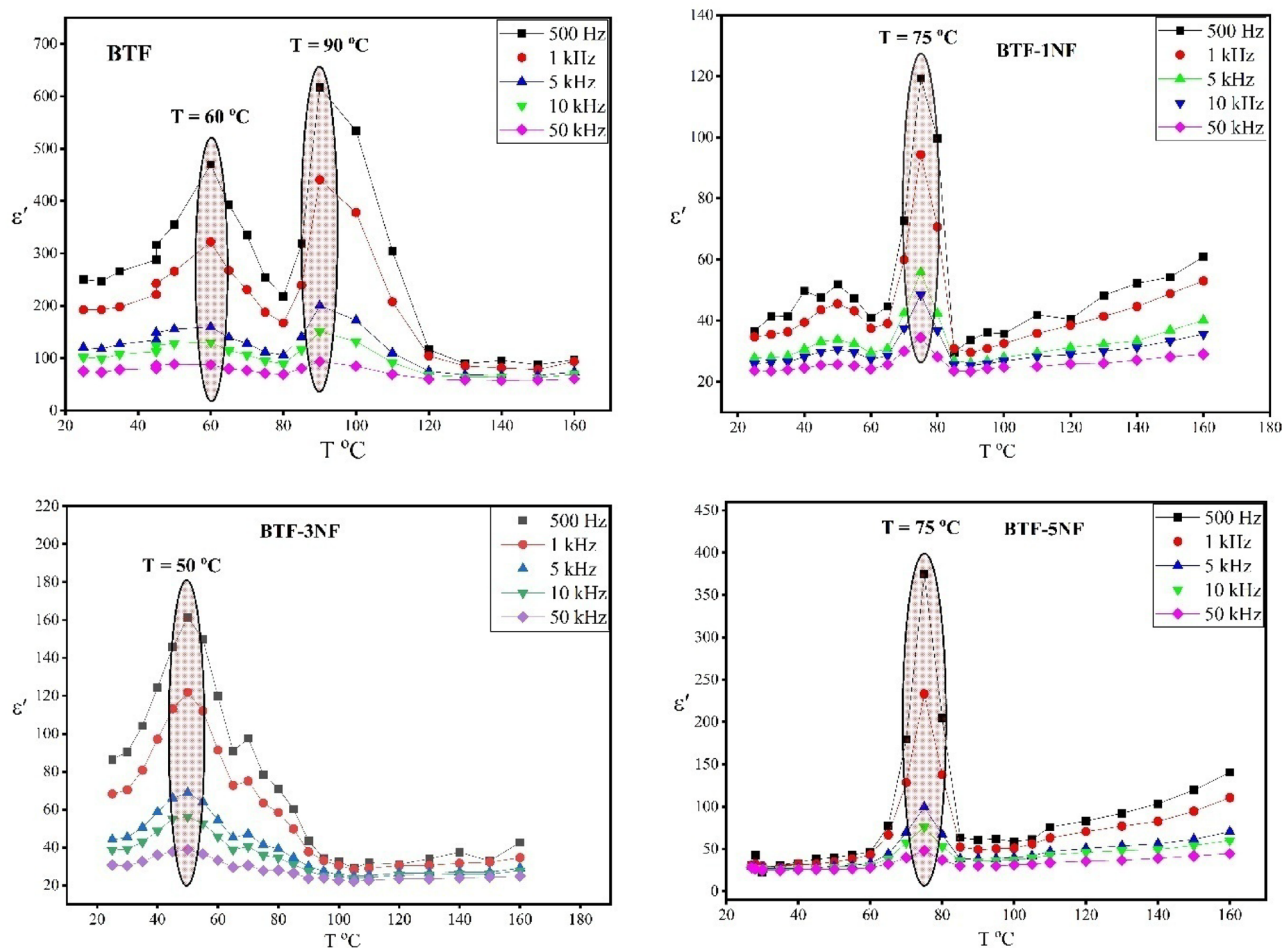 BTF
T = 60 °C
T = 90 °C
500 Hz
1 kHz
5 kHz
10 kHz
50 kHz
700
600
500
400
300
200
100
0
ε′
20 40 60 80 100 120 140 160
T °C
BTF-1NF
T = 75 °C
500 Hz
1 kHz
5 kHz
10 kHz
50 kHz
140
120
100
80
60
40
20
ε′
20 40 60 80 100 120 140 160 180
T °C
BTF-3NF
T = 50 °C
500 Hz
1 kHz
5 kHz
10 kHz
50 kHz
220
200
180
160
140
120
100
80
60
40
20
ε′
20 40 60 80 100 120 140 160 180
T °C
T = 75 °C
BTF-5NF
500 Hz
1 kHz
5 kHz
10 kHz
50 kHz
450
400
350
300
250
200
150
100
50
0
ε′
20 40 60 80 100 120 140 160
T °C